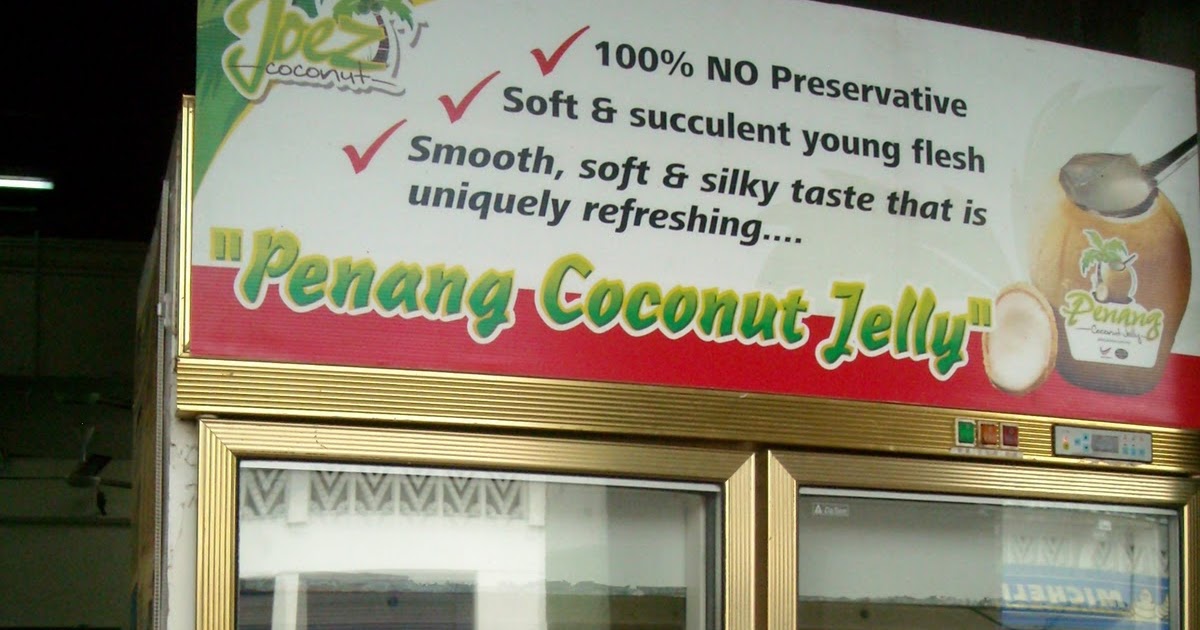 Joez
coconut
100% NO Preservative
Soft & succulent young flesh
Smooth, soft & silky taste that is
uniquely refreshing....
"Penang Coconut Jelly"
Penang
Coconut Jelly
MICHELI